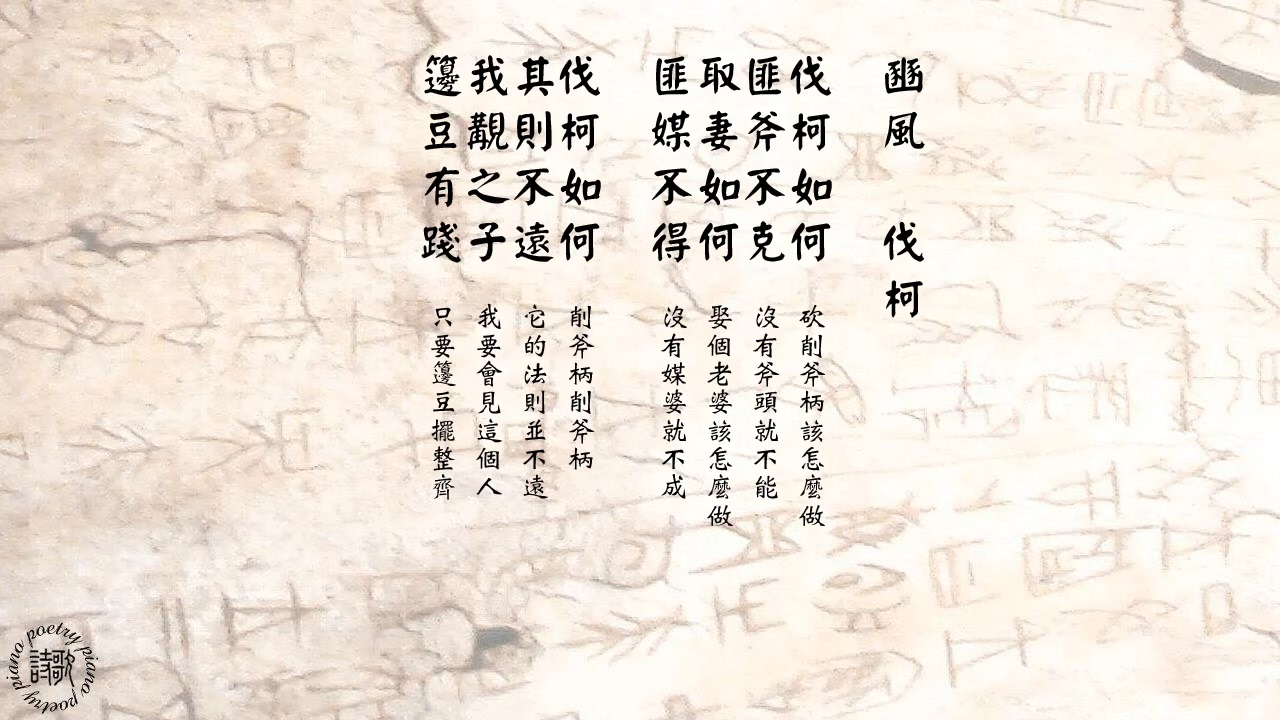 豳風 伐柯
伐柯如何
匪斧不克
取妻如何
匪媒不得
伐柯如何
其則不遠
我覯之子
籩豆有踐
砍削斧柄該怎麼做
沒有斧頭就不能
娶個老婆該怎麼做
沒有媒婆就不成
削斧柄削斧柄
它的法則並不遠
我要會見這個人
只要籩豆擺整齊
piano poetry piano poetry
詩歌